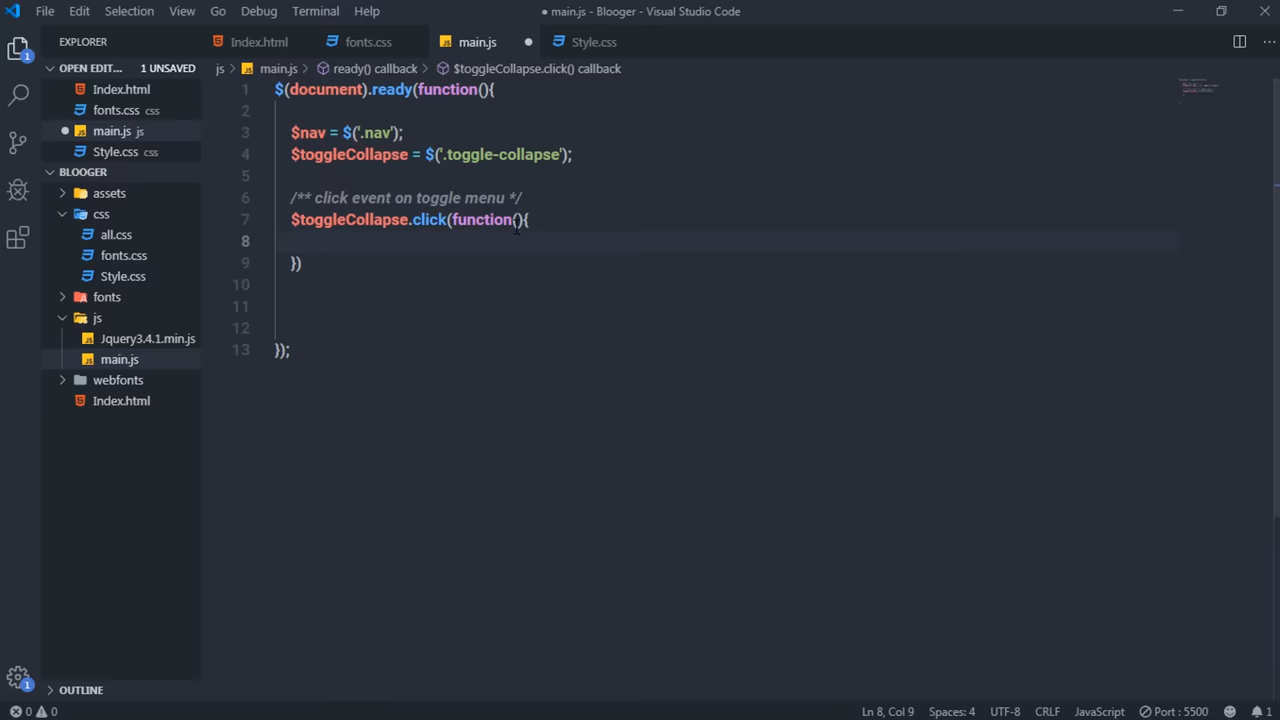 File Edit Selection View Go Debug Terminal Help
● main.js - Blooger - Visual Studio Code
EXPLORER
Index.html fonts.css main.js Style.css
OPEN EDIT... 1 UNSAVED
Index.html
fonts.css css
main.js js
Style.css css
BLOOGER
assets
css
all.css
fonts.css
Style.css
fonts
js
Jquery3.4.1.min.js
main.js
webfonts
Index.html
OUTLINE
js > main.js > ready() callback > $toggleCollapse.click() callback
1 $(document).ready(function(){
2
3 $nav = $('.nav');
4 $toggleCollapse = $('.toggle-collapse');
5
6 /** click event on toggle menu */
7 $toggleCollapse.click(function(){
8
9 })
10
11
12
13 });
1
1
0 0
Ln 8, Col 9 Spaces: 4 UTF-8 CRLF JavaScript Port : 5500 1